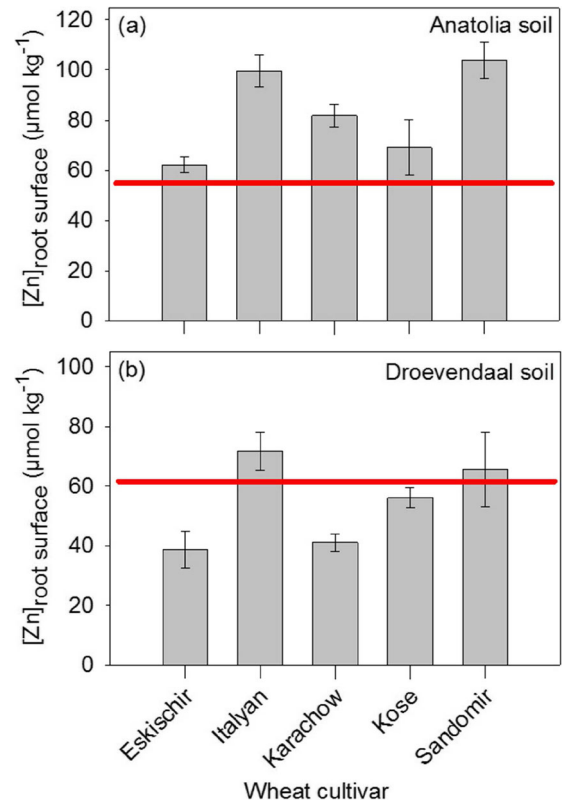 (a) Anatolia soil
[Zn]root surface (µmol kg⁻¹)
120
100
80
60
40
20
0
(b) Droevendaal soil
[Zn]root surface (µmol kg⁻¹)
100
80
60
40
20
0
Eskischir Italyan Karachow Kose Sandomir
Wheat cultivar